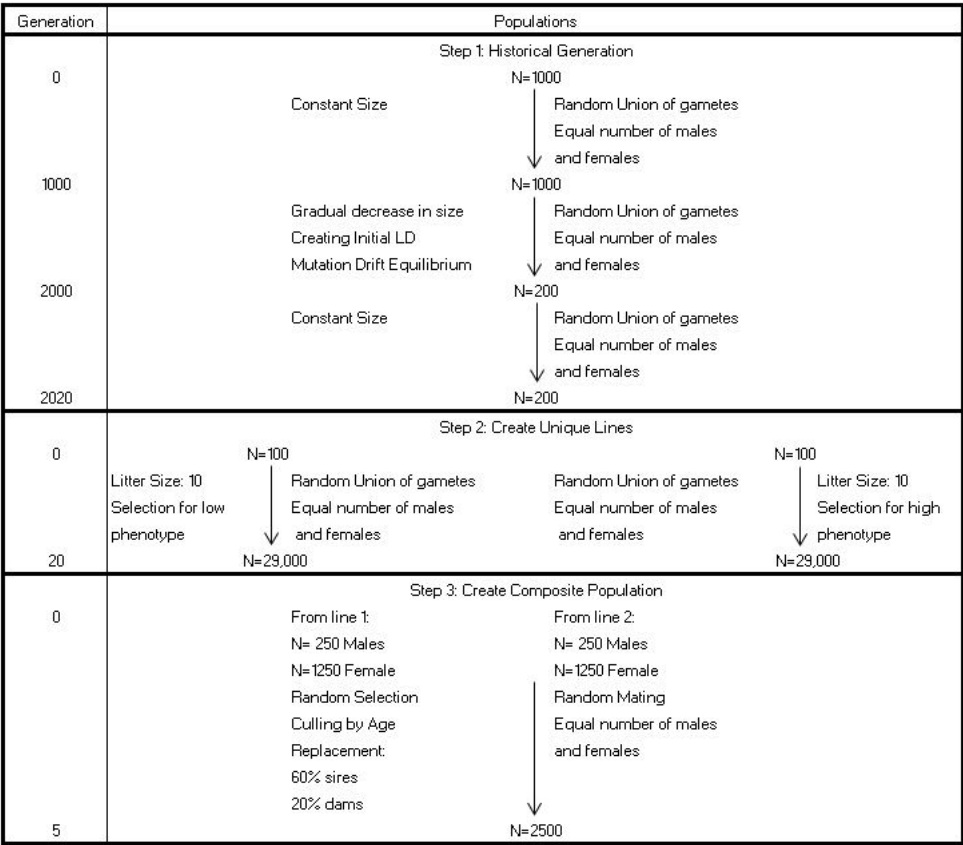 Generation Populations
Step 1: Historical Generation
0 N=1000
Constant Size Random Union of gametes
Equal number of males
and females
1000 N=1000
Gradual decrease in size Random Union of gametes
Creating Initial LD Equal number of males
Mutation Drift Equilibrium and females
2000 N=200
Constant Size Random Union of gametes
Equal number of males
and females
2020 N=200
Step 2: Create Unique Lines
0 N=100 N=100
Litter Size: 10 Random Union of gametes Random Union of gametes Litter Size: 10
Selection for low Equal number of males Equal number of males Selection for high
phenotype and females and females phenotype
20 N=29,000 N=29,000
Step 3: Create Composite Population
0 From line 1: From line 2:
N= 250 Males N= 250 Males
N=1250 Female N=1250 Female
Random Selection Random Mating
Culling by Age Equal number of males
Replacement: and females
60% sires
20% dams
5 N=2500